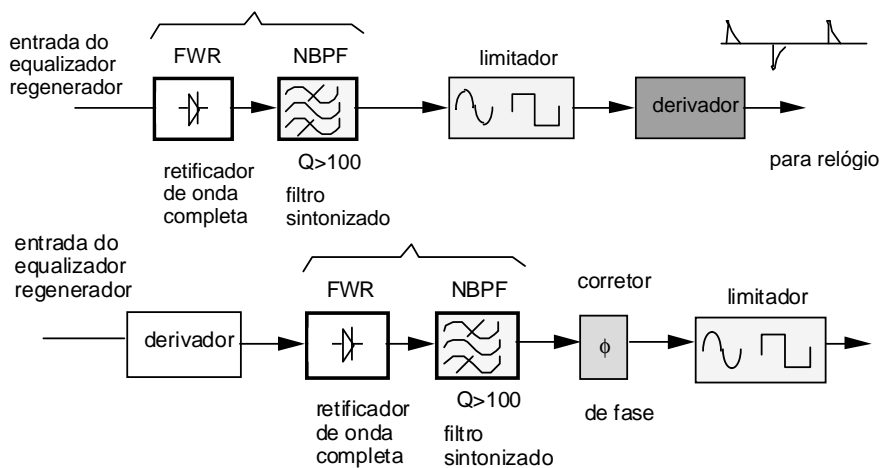 entrada do
equalizador
regenerador
FWR
NBPF
limitador
derivador
para relógio
retificador
de onda
completa
Q>100
filtro
sintonizado
entrada do
equalizador
regenerador
derivador
FWR
NBPF
corretor
limitador
ϕ
retificador
de onda
completa
Q>100
filtro
sintonizado
de fase